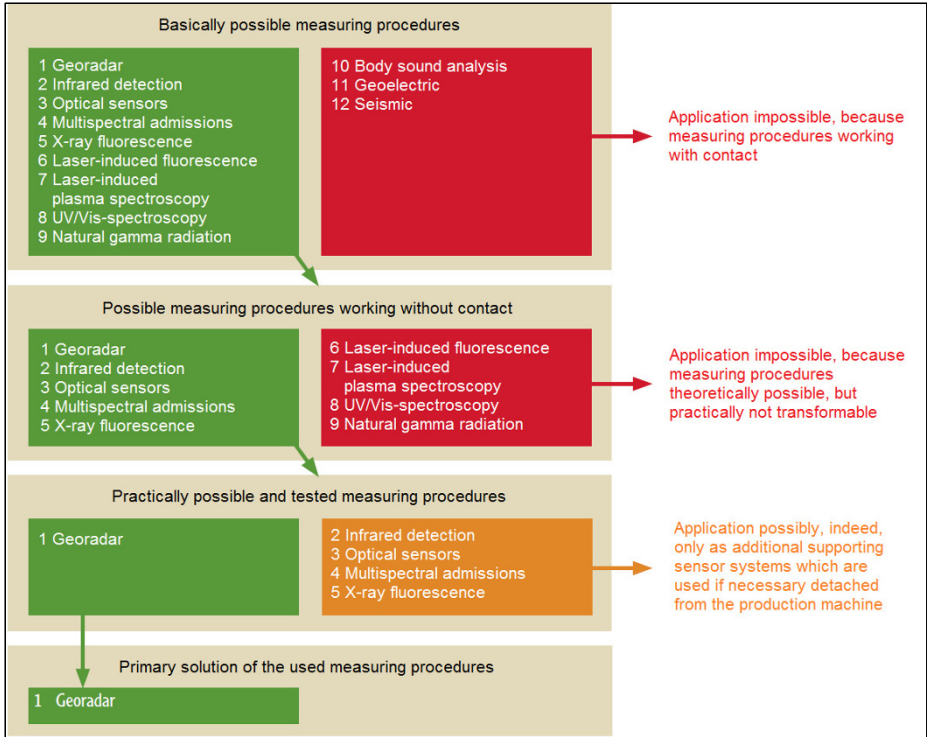 Basically possible measuring procedures
1 Georadar
2 Infrared detection
3 Optical sensors
4 Multispectral admissions
5 X-ray fluorescence
6 Laser-induced fluorescence
7 Laser-induced
plasma spectroscopy
8 UV/Vis-spectroscopy
9 Natural gamma radiation
10 Body sound analysis
11 Geoelectric
12 Seismic
Application impossible, because
measuring procedures working
with contact
Possible measuring procedures working without contact
1 Georadar
2 Infrared detection
3 Optical sensors
4 Multispectral admissions
5 X-ray fluorescence
6 Laser-induced fluorescence
7 Laser-induced
plasma spectroscopy
8 UV/Vis-spectroscopy
9 Natural gamma radiation
Application impossible, because
measuring procedures
theoretically possible, but
practically not transformable
Practically possible and tested measuring procedures
1 Georadar
2 Infrared detection
3 Optical sensors
4 Multispectral admissions
5 X-ray fluorescence
Application possibly, indeed,
only as additional supporting
sensor systems which are
used if necessary detached
from the production machine
Primary solution of the used measuring procedures
1 Georadar